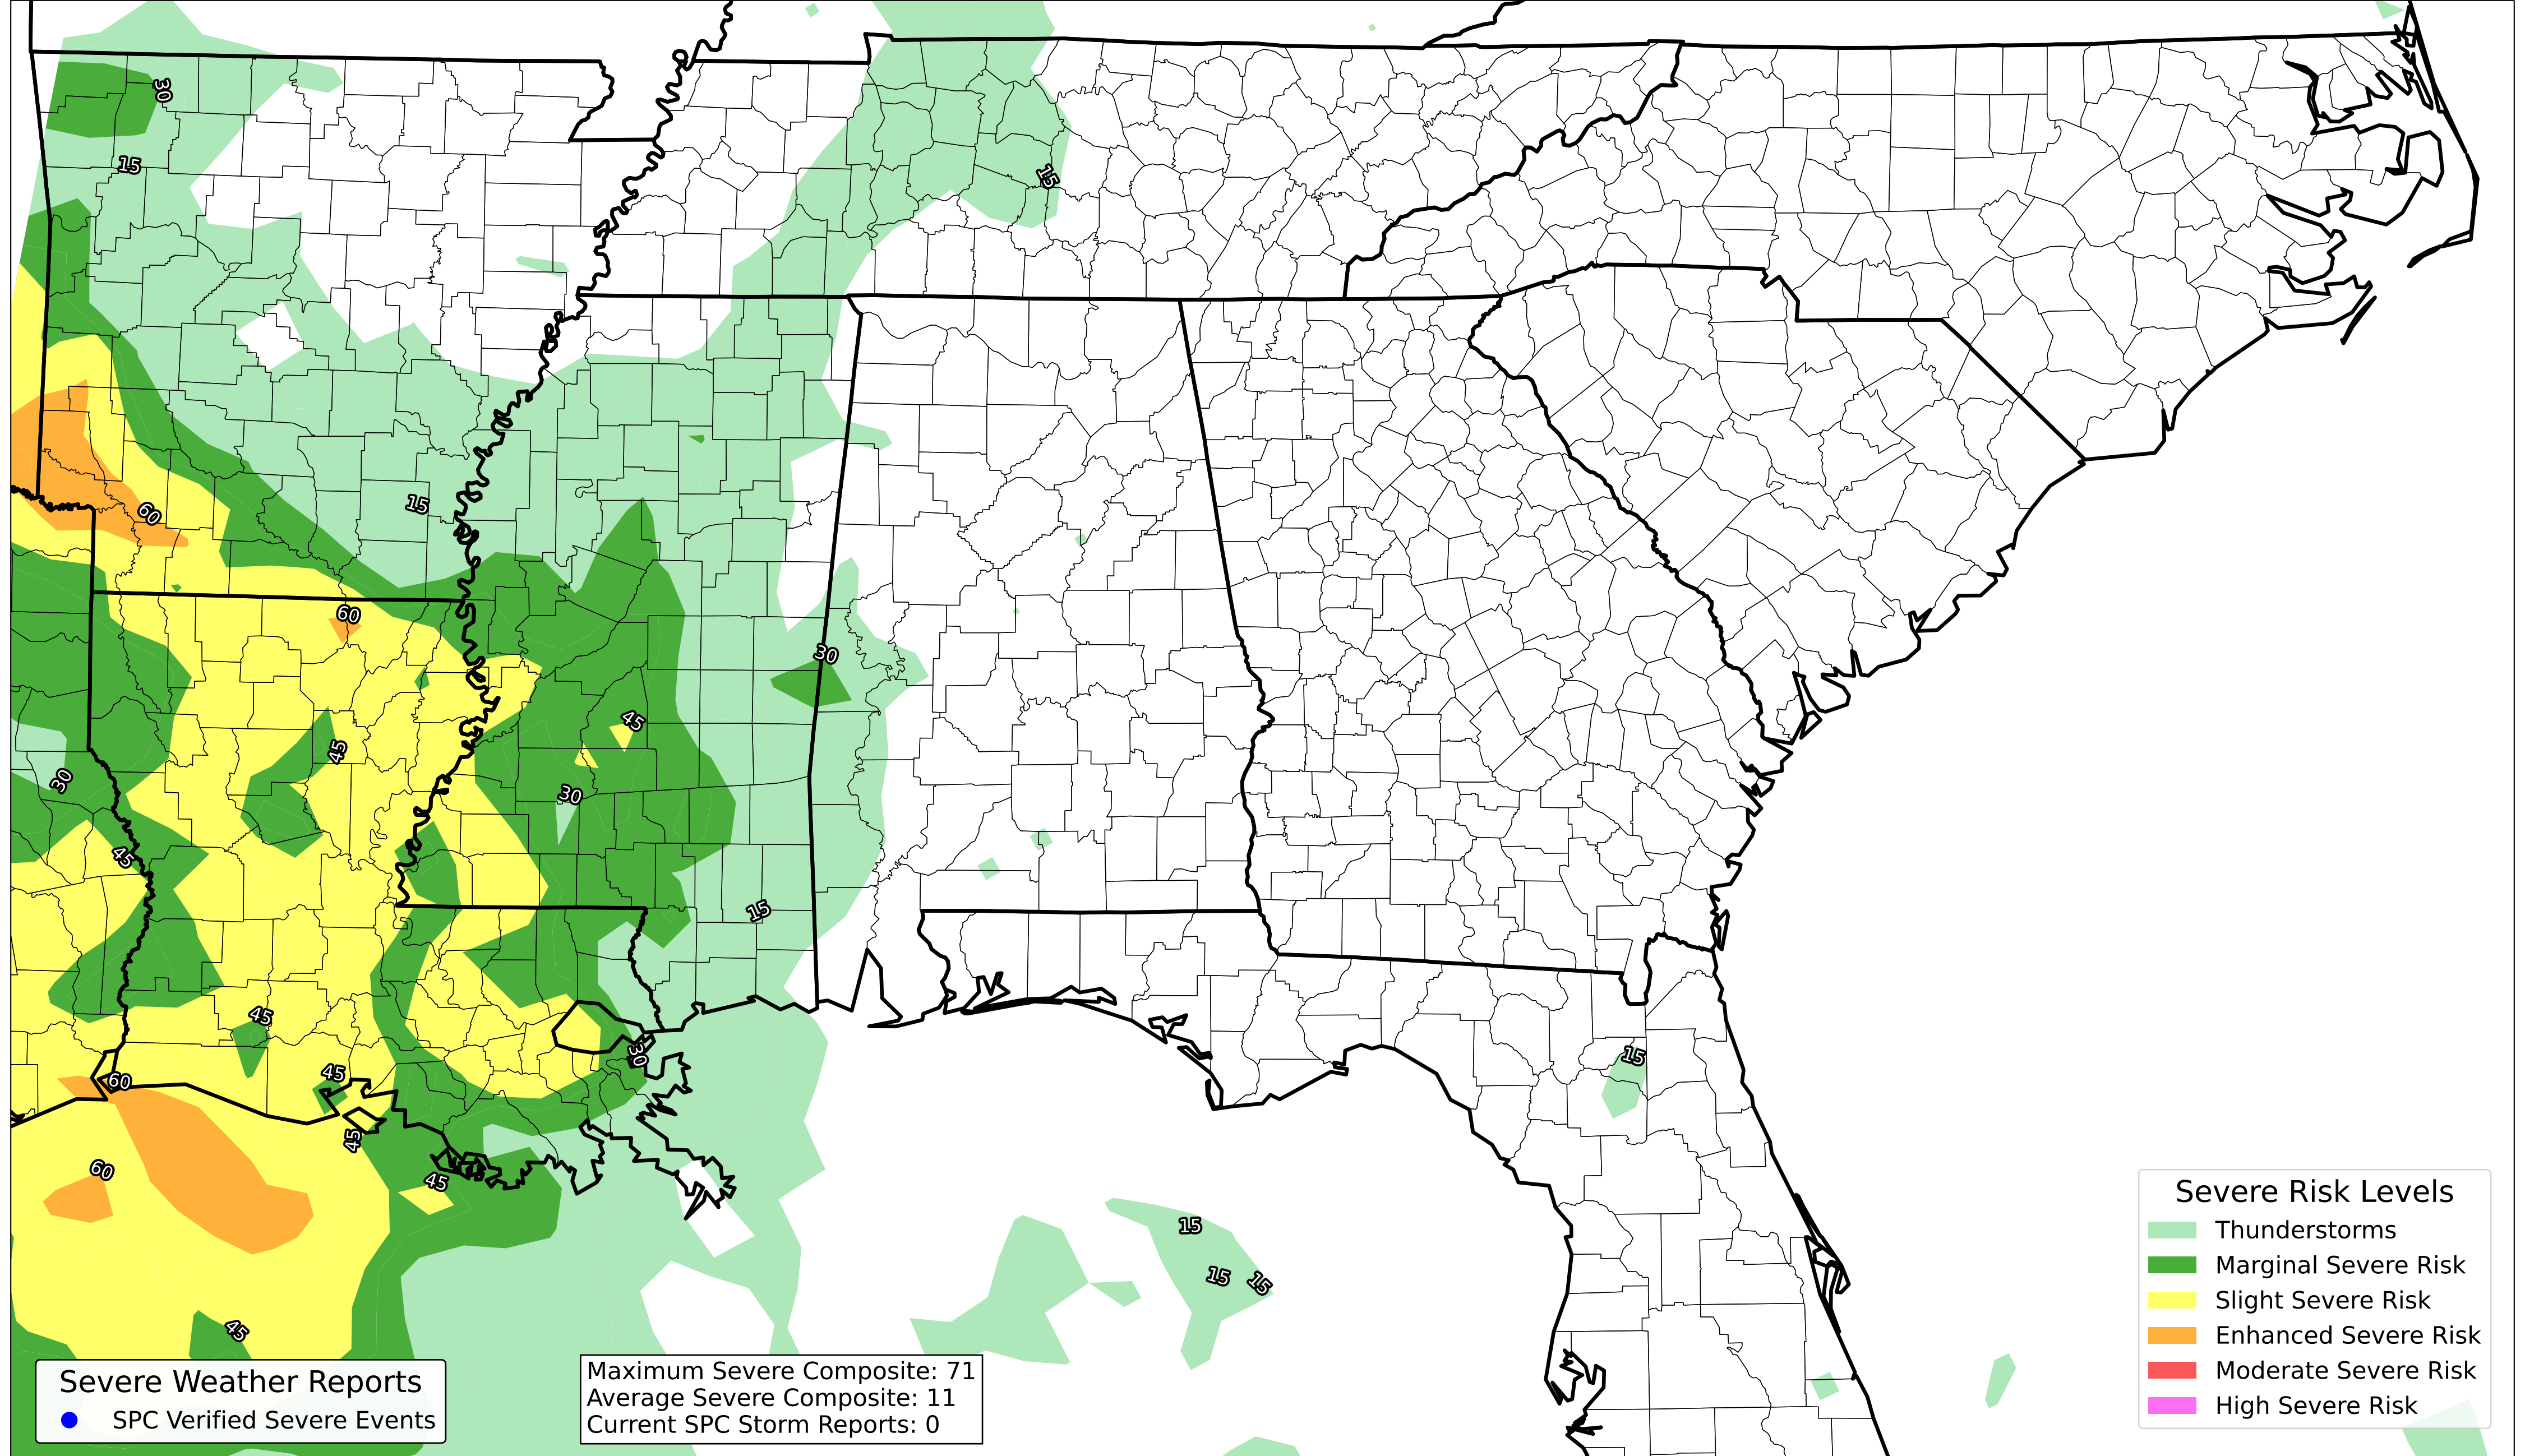 30
15
15
15
60
60
30
45
45
30
30
45
15
45
15
30
45
60
45
60
45
15
15
15
45
Severe Risk Levels
Thunderstorms
Marginal Severe Risk
Slight Severe Risk
Enhanced Severe Risk
Moderate Severe Risk
High Severe Risk
Severe Weather Reports
SPC Verified Severe Events
Maximum Severe Composite: 71
Average Severe Composite: 11
Current SPC Storm Reports: 0